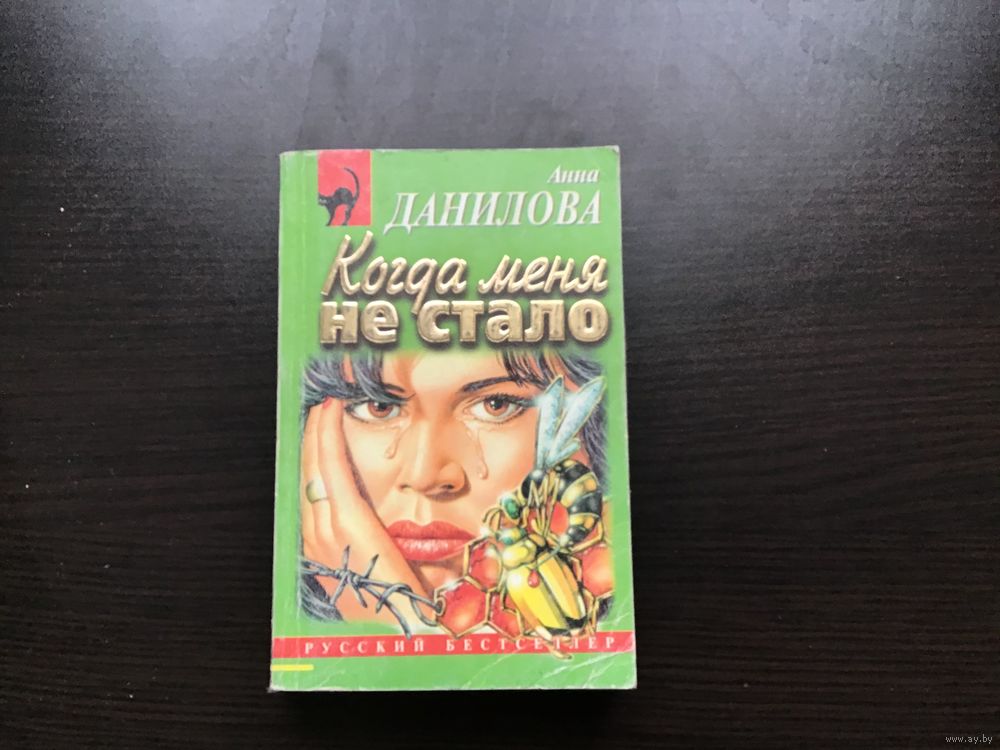 Анна
ДАНИЛОВА
Когда меня
не стало
РУССКИЙ БЕСТСЕЛЛЕР
www.ay.by